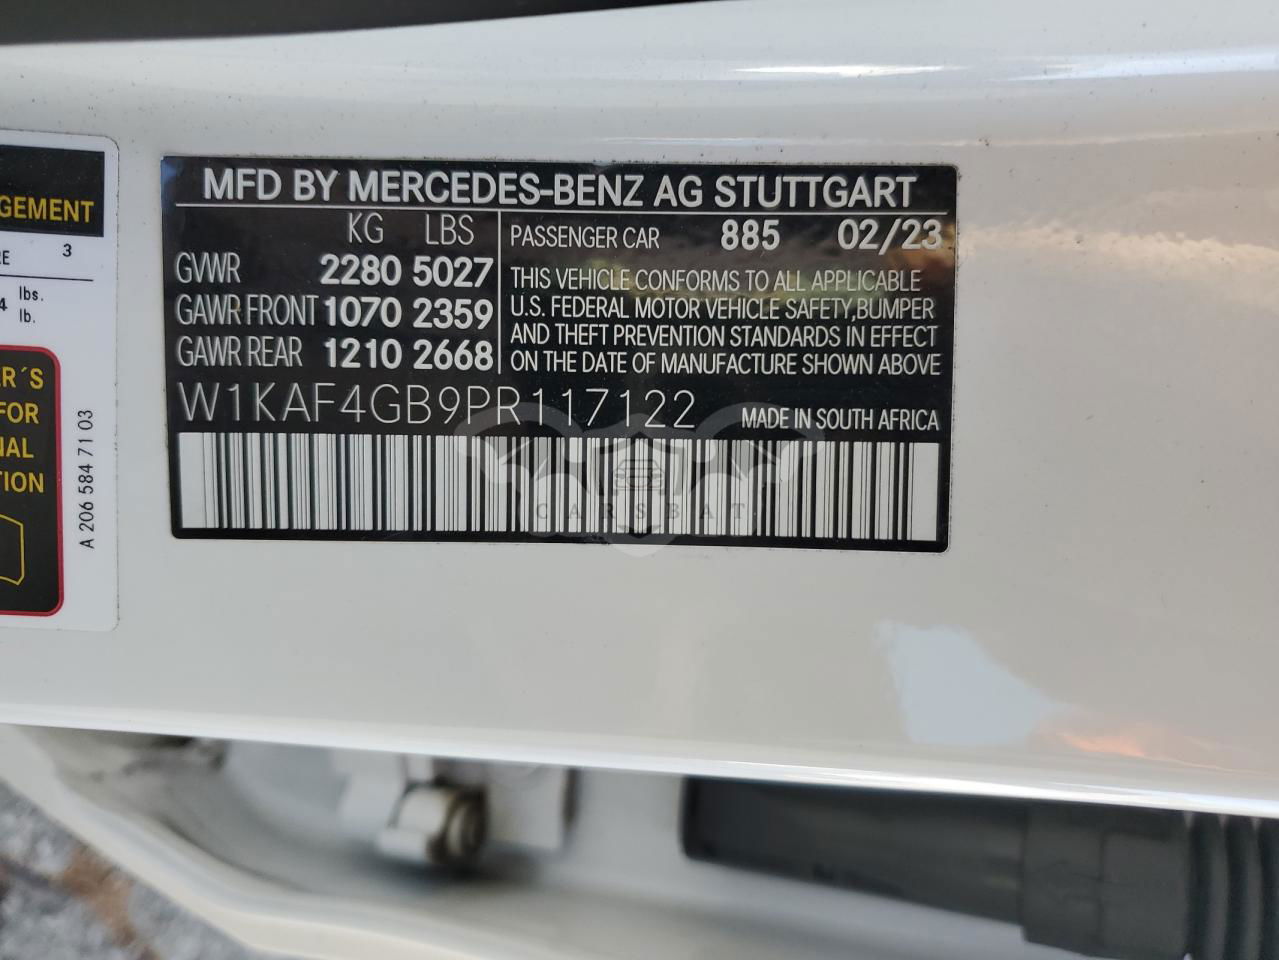 MFD BY MERCEDES-BENZ AG STUTTGART
KG LBS
GVWR 2280 5027
GAWR FRONT 1070 2359
GAWR REAR 1210 2668
PASSENGER CAR 885 02/23
THIS VEHICLE CONFORMS TO ALL APPLICABLE
U.S. FEDERAL MOTOR VEHICLE SAFETY,BUMPER
AND THEFT PREVENTION STANDARDS IN EFFECT
ON THE DATE OF MANUFACTURE SHOWN ABOVE
W1KAF4GB9PR117122
MADE IN SOUTH AFRICA
CARSBAT
GEMENT
RE 3
4 lbs.
lb.
ER´S
FOR
NAL
TION
A 206 584 71 03